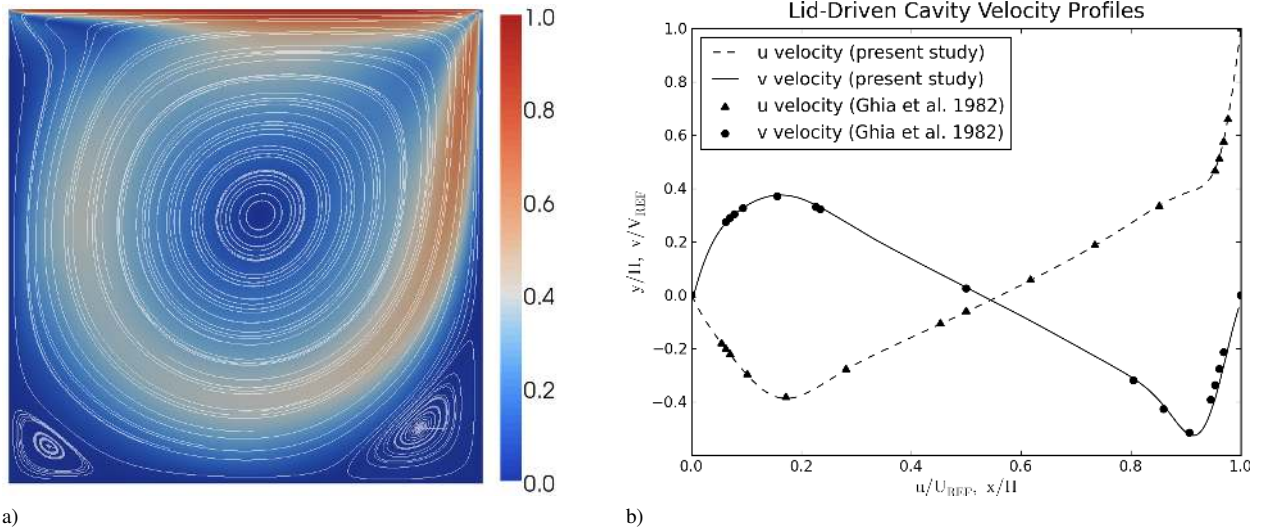 1.0
0.8
0.6
0.4
0.2
0.0
a)
Lid-Driven Cavity Velocity Profiles
u velocity (present study)
v velocity (present study)
u velocity (Ghia et al. 1982)
v velocity (Ghia et al. 1982)
1.0
0.8
0.6
0.4
0.2
0.0
−0.2
−0.4
y/H, v/V_REF
0.0
0.2
0.4
0.6
0.8
1.0
u/U_REF, x/H
b)